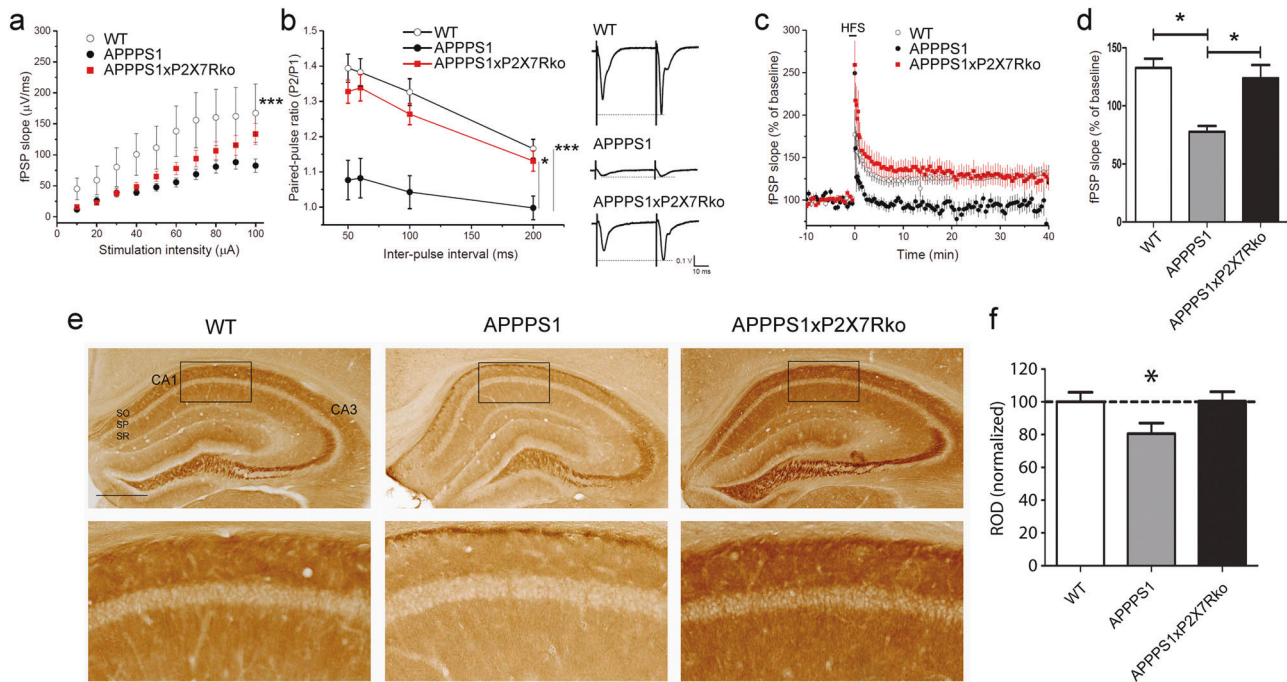 a
WT
APPPS1
APPPS1xP2X7Rko
***
fPSP slope (µV/ms)
300
250
200
150
100
50
0
0 20 40 60 80 100
Stimulation intensity (µA)
b
WT
APPPS1
APPPS1xP2X7Rko
***
*
Paired-pulse ratio (P2/P1)
1.5
1.4
1.3
1.2
1.1
1.0
50 100 150 200
Inter-pulse interval (ms)
WT
APPPS1
APPPS1xP2X7Rko
0.1 V
10 ms
c
HFS
WT
APPPS1
APPPS1xP2X7Rko
fPSP slope (% of baseline)
300
250
200
150
125
100
75
-10 0 10 20 30 40
Time (min)
d
* *
fPSP slope (% of baseline)
150
100
50
0
WT
APPPS1
APPPS1xP2X7Rko
e
WT APPPS1 APPPS1xP2X7Rko
CA1
CA3
SO
SP
SR
f
*
ROD (normalized)
120
100
80
60
40
20
0
WT
APPPS1
APPPS1xP2X7Rko